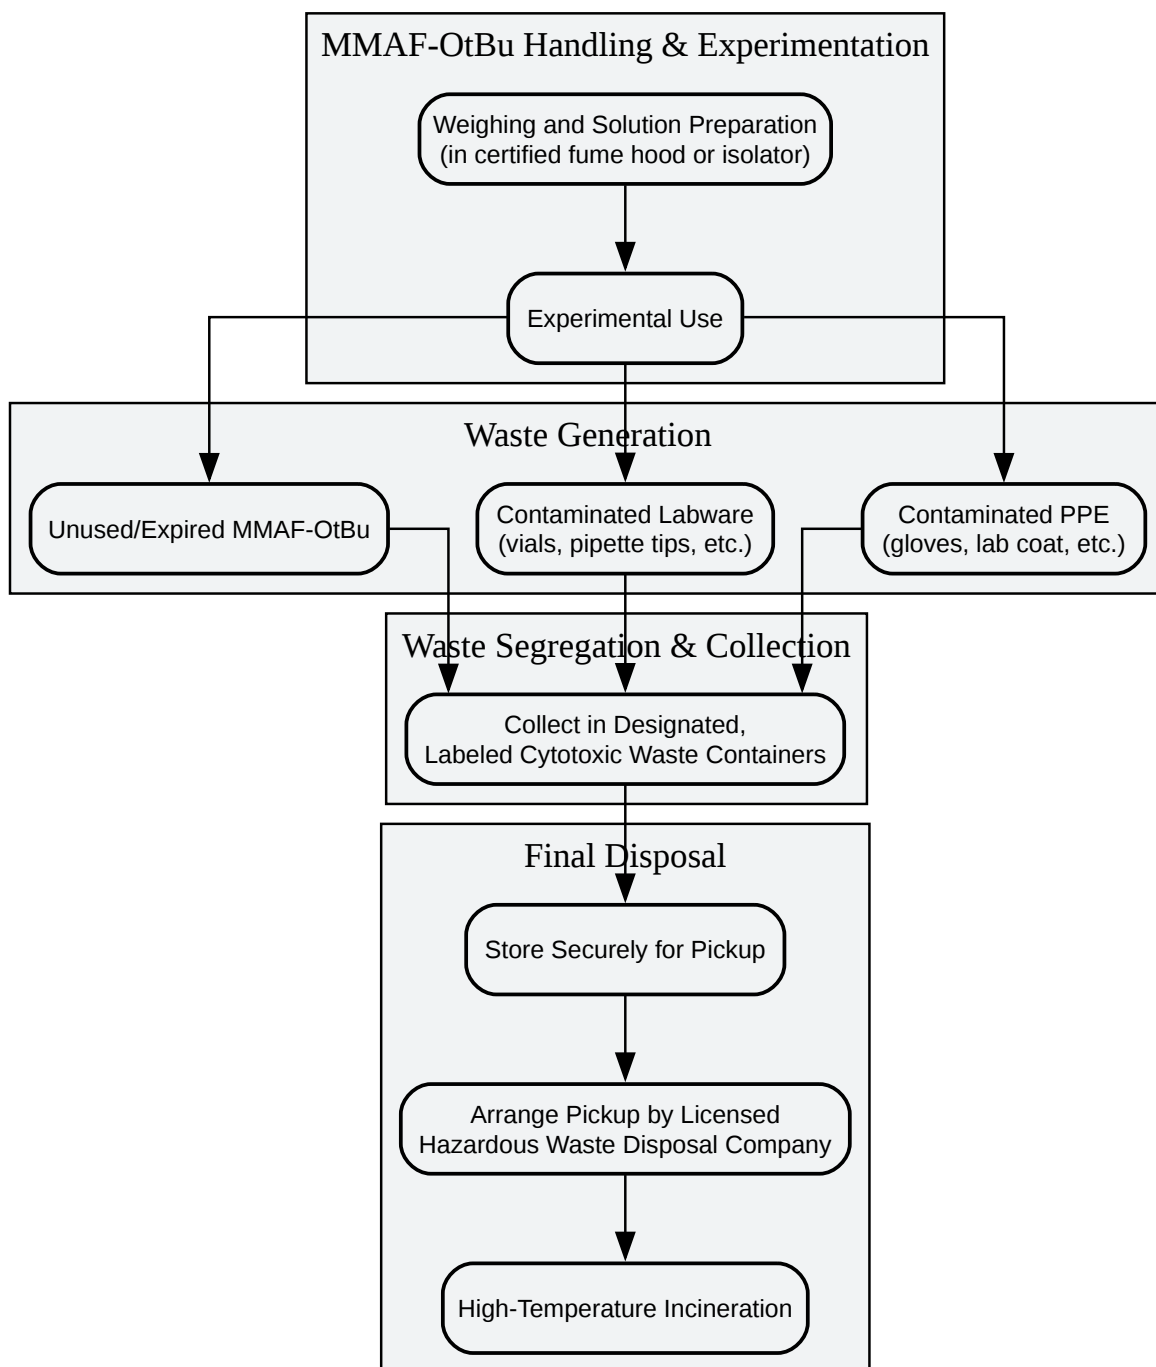 MMAF-OtBu Handling & Experimentation
Weighing and Solution Preparation
(in certified fume hood or isolator)
Experimental Use
Waste Generation
Unused/Expired MMAF-OtBu
Contaminated Labware
(vials, pipette tips, etc.)
Contaminated PPE
(gloves, lab coat, etc.)
Waste Segregation & Collection
Collect in Designated,
Labeled Cytotoxic Waste Containers
Final Disposal
Store Securely for Pickup
Arrange Pickup by Licensed
Hazardous Waste Disposal Company
High-Temperature Incineration